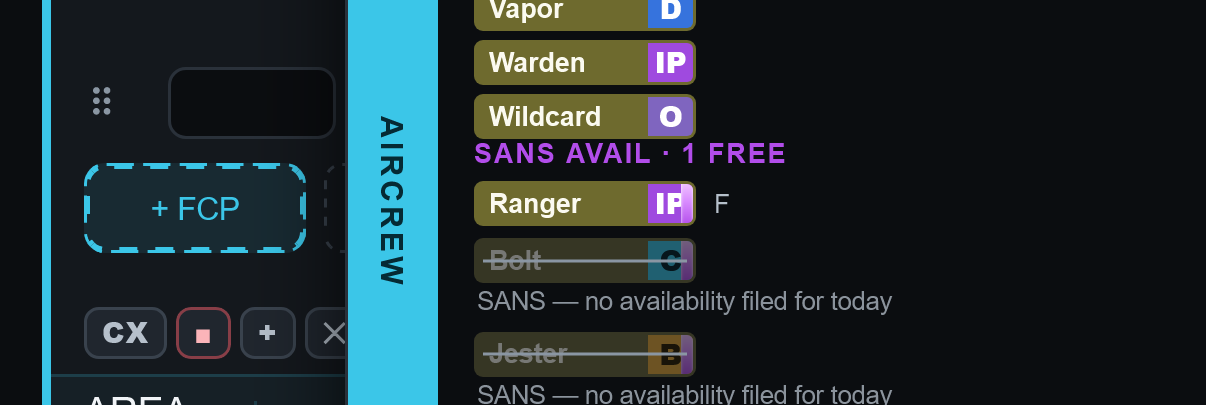 Vapor D
Warden IP
Wildcard O
SANS AVAIL · 1 FREE
Ranger IP F
Bolt C
SANS — no availability filed for today
Jester B
SANS — no availability filed for today
AIRCREW
+ FCP
CX
AREA